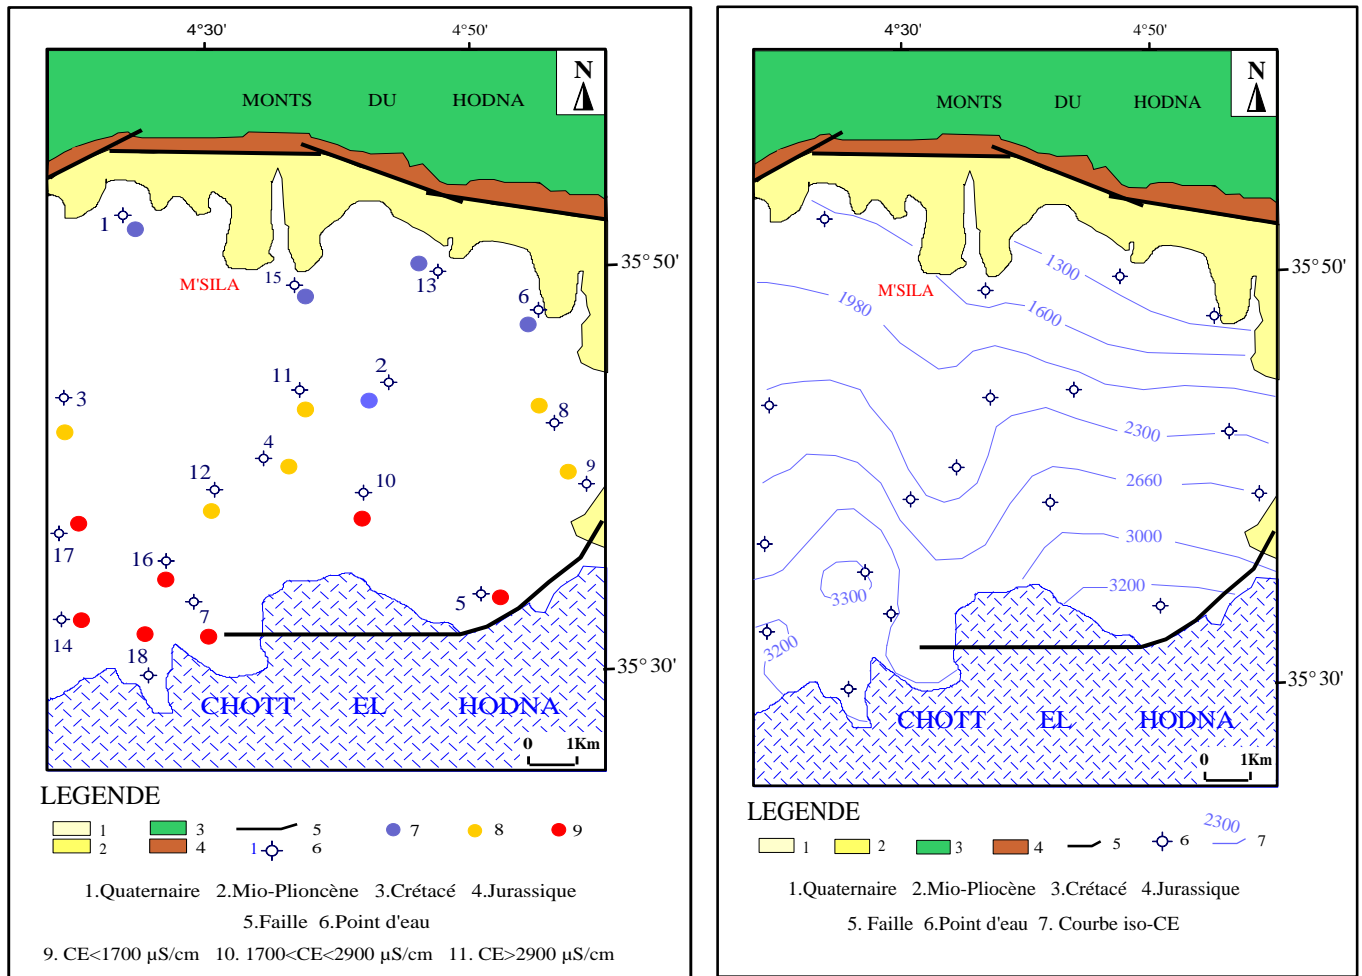 4°30'
4°50'
N
MONTS DU HODNA
1
15
M'SILA
13
6
35°50'
2
11
3
8
4
12
10
9
17
16
7
5
14
18
35°30'
CHOTT EL HODNA
0 1Km
LEGENDE
1 3 5 7 8 9
2 4 1 6
1.Quaternaire 2.Mio-Plioncène 3.Crétacé 4.Jurassique
5.Faille 6.Point d'eau
9. CE<1700 µS/cm 10. 1700<CE<2900 µS/cm 11. CE>2900 µS/cm
4°30'
4°50'
N
MONTS DU HODNA
1300
35°50'
M'SILA
1980
1600
2300
2660
3000
3200
3300
3200
35°30'
CHOTT EL HODNA
0 1Km
LEGENDE
2300
1 2 3 4 5 6 7
1.Quaternaire 2.Mio-Pliocène 3.Crétacé 4.Jurassique
5. Faille 6.Point d'eau 7. Courbe iso-CE